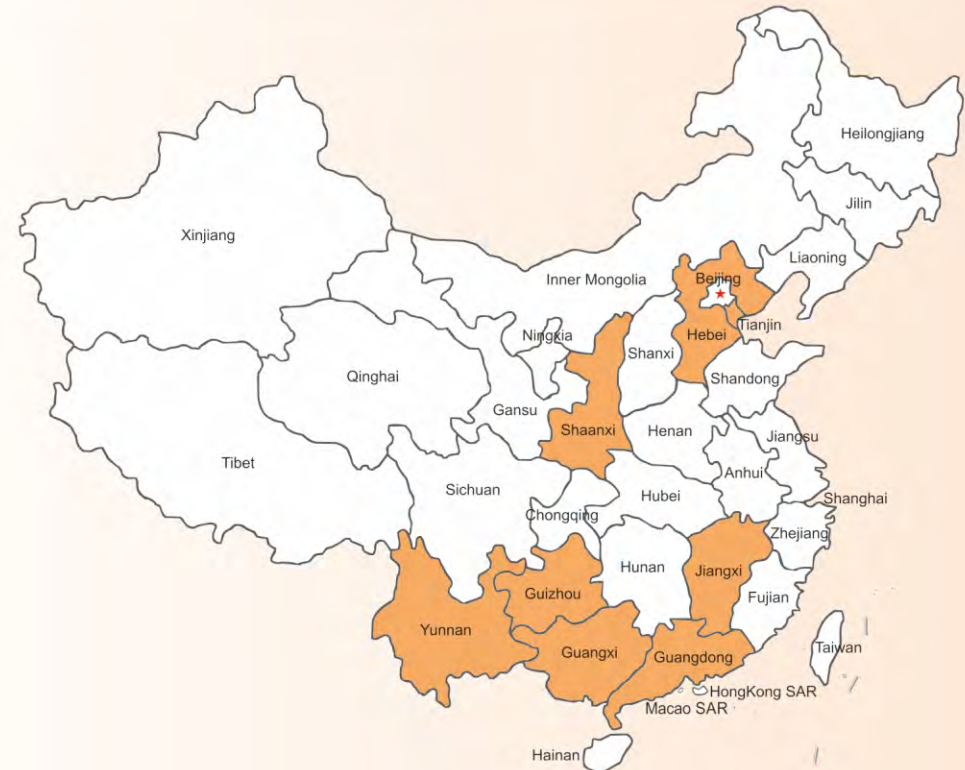 Heilongjiang
Jilin
Xinjiang
Liaoning
Inner Mongolia
Beijing
Tianjin
Ningxia
Hebei
Shanxi
Shandong
Qinghai
Gansu
Shaanxi
Henan
Jiangsu
Tibet
Sichuan
Anhui
Hubei
Shanghai
Chongqing
Zhejiang
Hunan
Jiangxi
Guizhou
Fujian
Yunnan
Guangxi
Guangdong
Taiwan
HongKong SAR
Macao SAR
Hainan